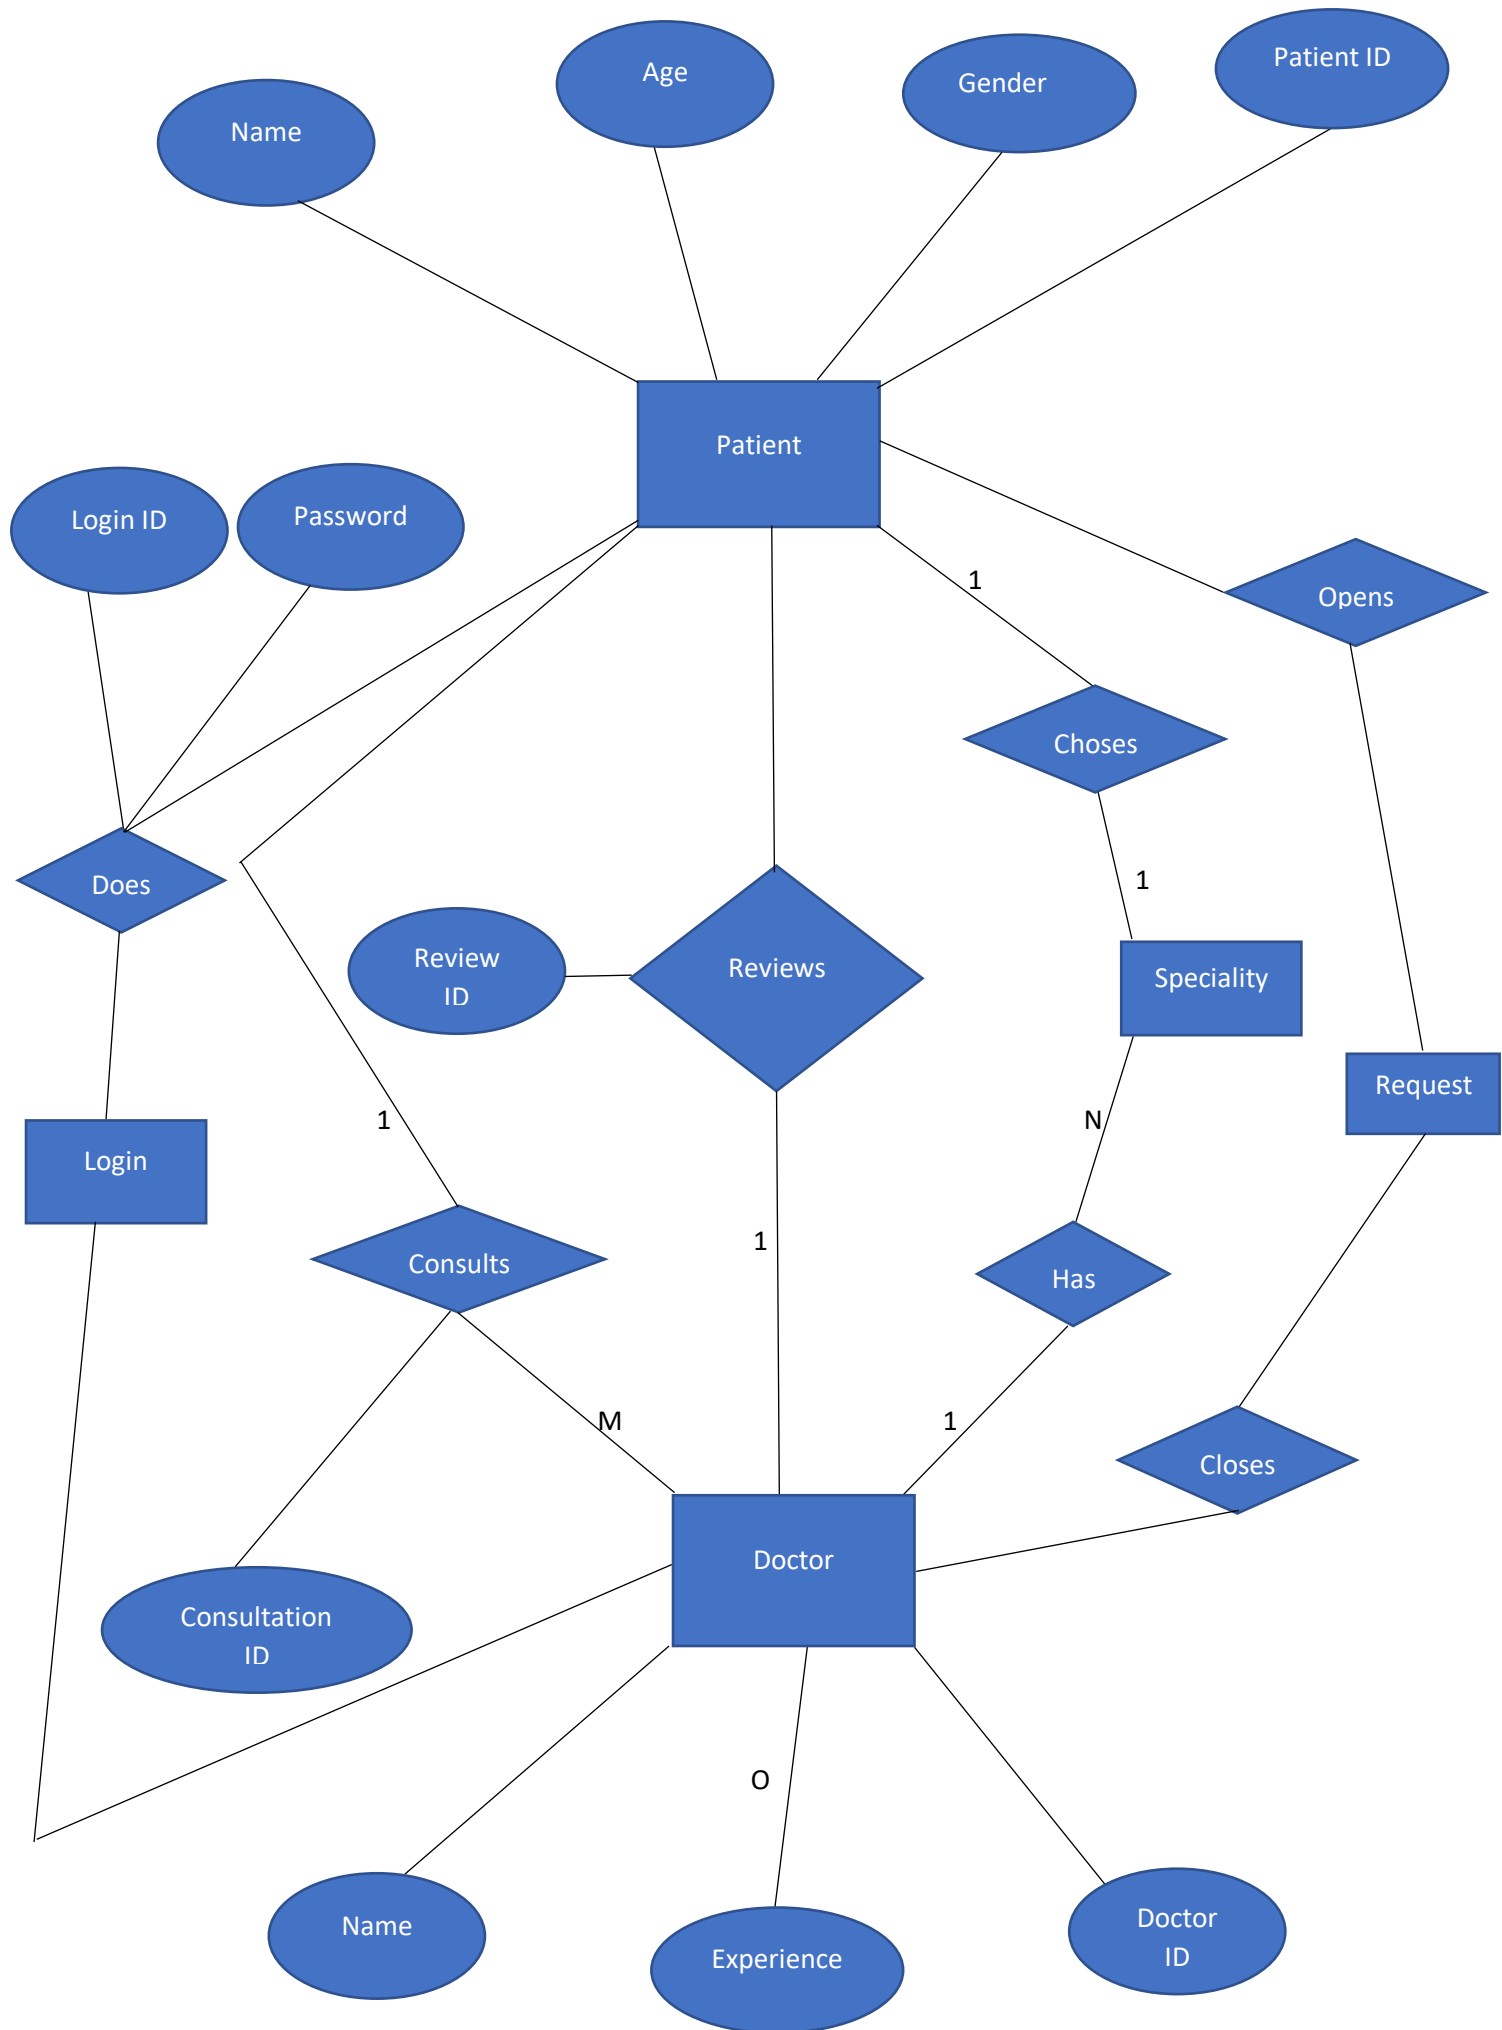 Name
Age
Gender
Patient ID
Patient
Login ID
Password
1
Opens
Choses
Does
1
Review
ID
Reviews
Speciality
Request
1
N
Login
1
Consults
Has
M
1
Closes
Doctor
Consultation
ID
O
Name
Experience
Doctor
ID